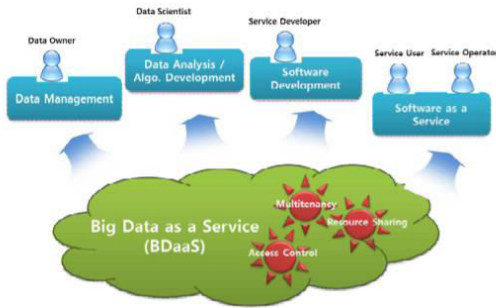 Data Scientist
Service Developer
Data Owner
Service User
Service Operator
Data Management
Data Analysis /
Algo. Development
Software
Development
Software as a
Service
Big Data as a Service
(BDaaS)
Multitenancy
Resource Sharing
Access Control